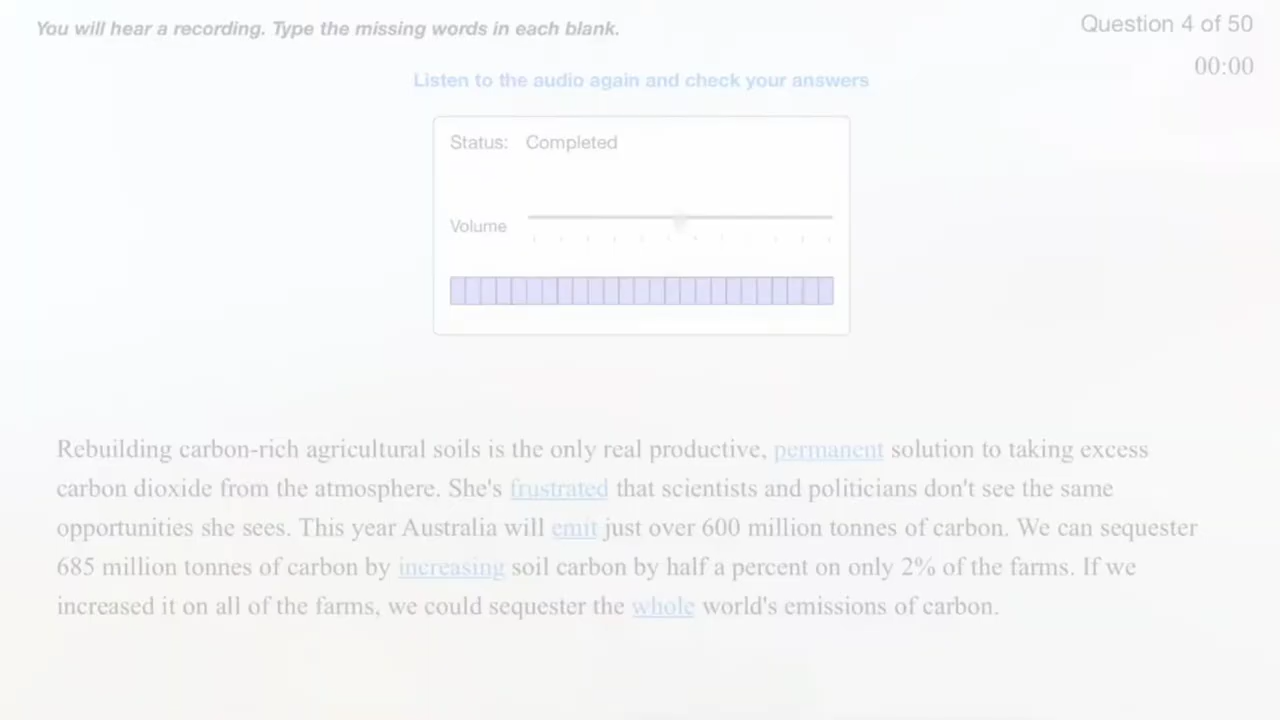 You will hear a recording. Type the missing words in each blank.
Question 4 of 50
00:00
Listen to the audio again and check your answers
Status: Completed
Volume
Rebuilding carbon-rich agricultural soils is the only real productive, permanent solution to taking excess
carbon dioxide from the atmosphere. She's frustrated that scientists and politicians don't see the same
opportunities she sees. This year Australia will emit just over 600 million tonnes of carbon. We can sequester
685 million tonnes of carbon by increasing soil carbon by half a percent on only 2% of the farms. If we
increased it on all of the farms, we could sequester the whole world's emissions of carbon.